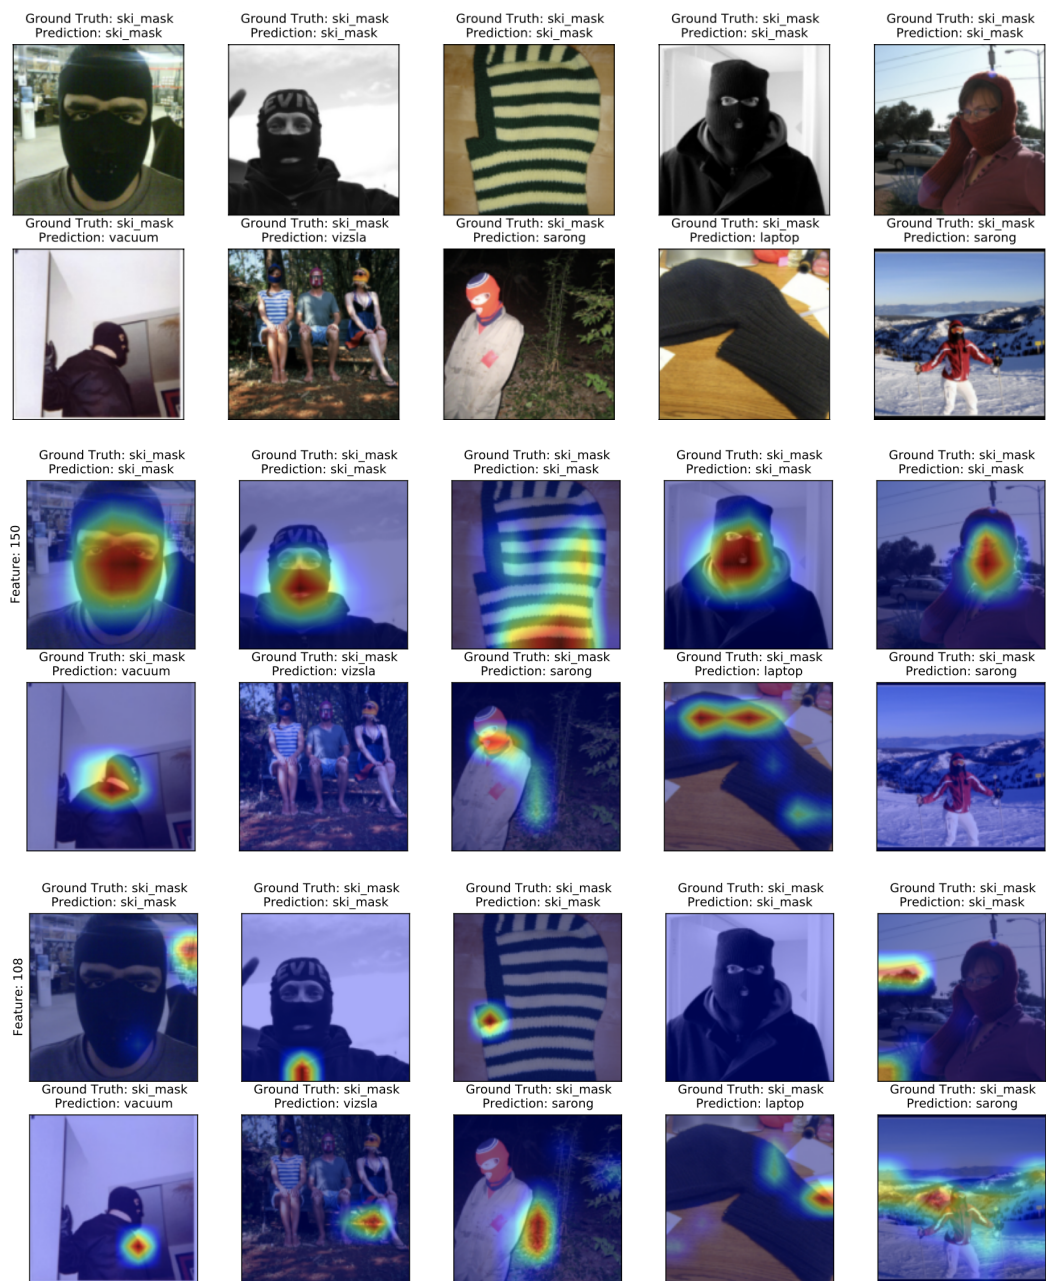 Ground Truth: ski_mask Ground Truth: ski_mask Ground Truth: ski_mask Ground Truth: ski_mask Ground Truth: ski_mask
Prediction: ski_mask Prediction: ski_mask Prediction: ski_mask Prediction: ski_mask Prediction: ski_mask
EVIL
Ground Truth: ski_mask Ground Truth: ski_mask Ground Truth: ski_mask Ground Truth: ski_mask Ground Truth: ski_mask
Prediction: vacuum Prediction: vizsla Prediction: sarong Prediction: laptop Prediction: sarong
Ground Truth: ski_mask Ground Truth: ski_mask Ground Truth: ski_mask Ground Truth: ski_mask Ground Truth: ski_mask
Prediction: ski_mask Prediction: ski_mask Prediction: ski_mask Prediction: ski_mask Prediction: ski_mask
Feature: 150
EVIL
Ground Truth: ski_mask Ground Truth: ski_mask Ground Truth: ski_mask Ground Truth: ski_mask Ground Truth: ski_mask
Prediction: vacuum Prediction: vizsla Prediction: sarong Prediction: laptop Prediction: sarong
Ground Truth: ski_mask Ground Truth: ski_mask Ground Truth: ski_mask Ground Truth: ski_mask Ground Truth: ski_mask
Prediction: ski_mask Prediction: ski_mask Prediction: ski_mask Prediction: ski_mask Prediction: ski_mask
Feature: 108
EVIL
Ground Truth: ski_mask Ground Truth: ski_mask Ground Truth: ski_mask Ground Truth: ski_mask Ground Truth: ski_mask
Prediction: vacuum Prediction: vizsla Prediction: sarong Prediction: laptop Prediction: sarong